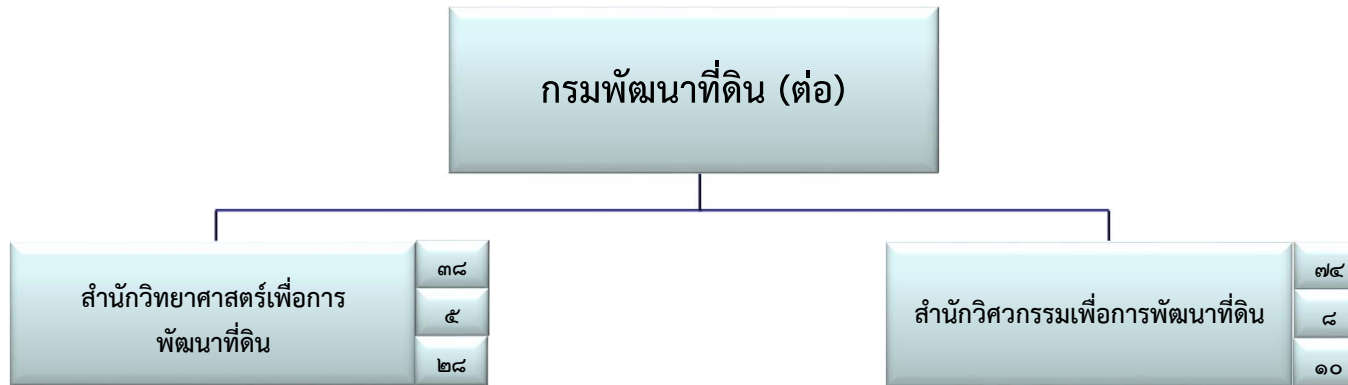 กรมพัฒนาที่ดิน (ต่อ)
สำนักวิทยาศาสตร์เพื่อการ
พัฒนาที่ดิน
๓๘
๕
๒๘
สำนักวิศวกรรมเพื่อการพัฒนาที่ดิน
๗๔
๘
๑๐